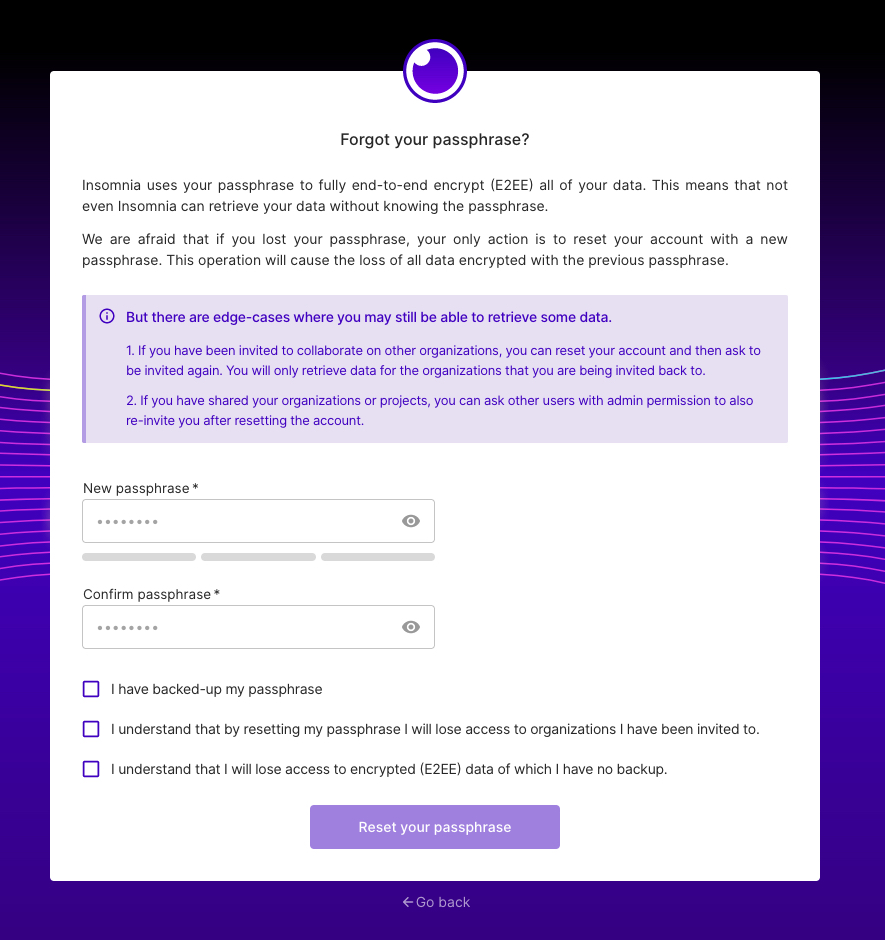 Forgot your passphrase?
Insomnia uses your passphrase to fully end-to-end encrypt (E2EE) all of your data. This means that not
even Insomnia can retrieve your data without knowing the passphrase.
We are afraid that if you lost your passphrase, your only action is to reset your account with a new
passphrase. This operation will cause the loss of all data encrypted with the previous passphrase.
But there are edge-cases where you may still be able to retrieve some data.
1. If you have been invited to collaborate on other organizations, you can reset your account and then ask to
be invited again. You will only retrieve data for the organizations that you are being invited back to.
2. If you have shared your organizations or projects, you can ask other users with admin permission to also
re-invite you after resetting the account.
New passphrase *
••••••••
Confirm passphrase *
••••••••
I have backed-up my passphrase
I understand that by resetting my passphrase I will lose access to organizations I have been invited to.
I understand that I will lose access to encrypted (E2EE) data of which I have no backup.
Reset your passphrase
← Go back